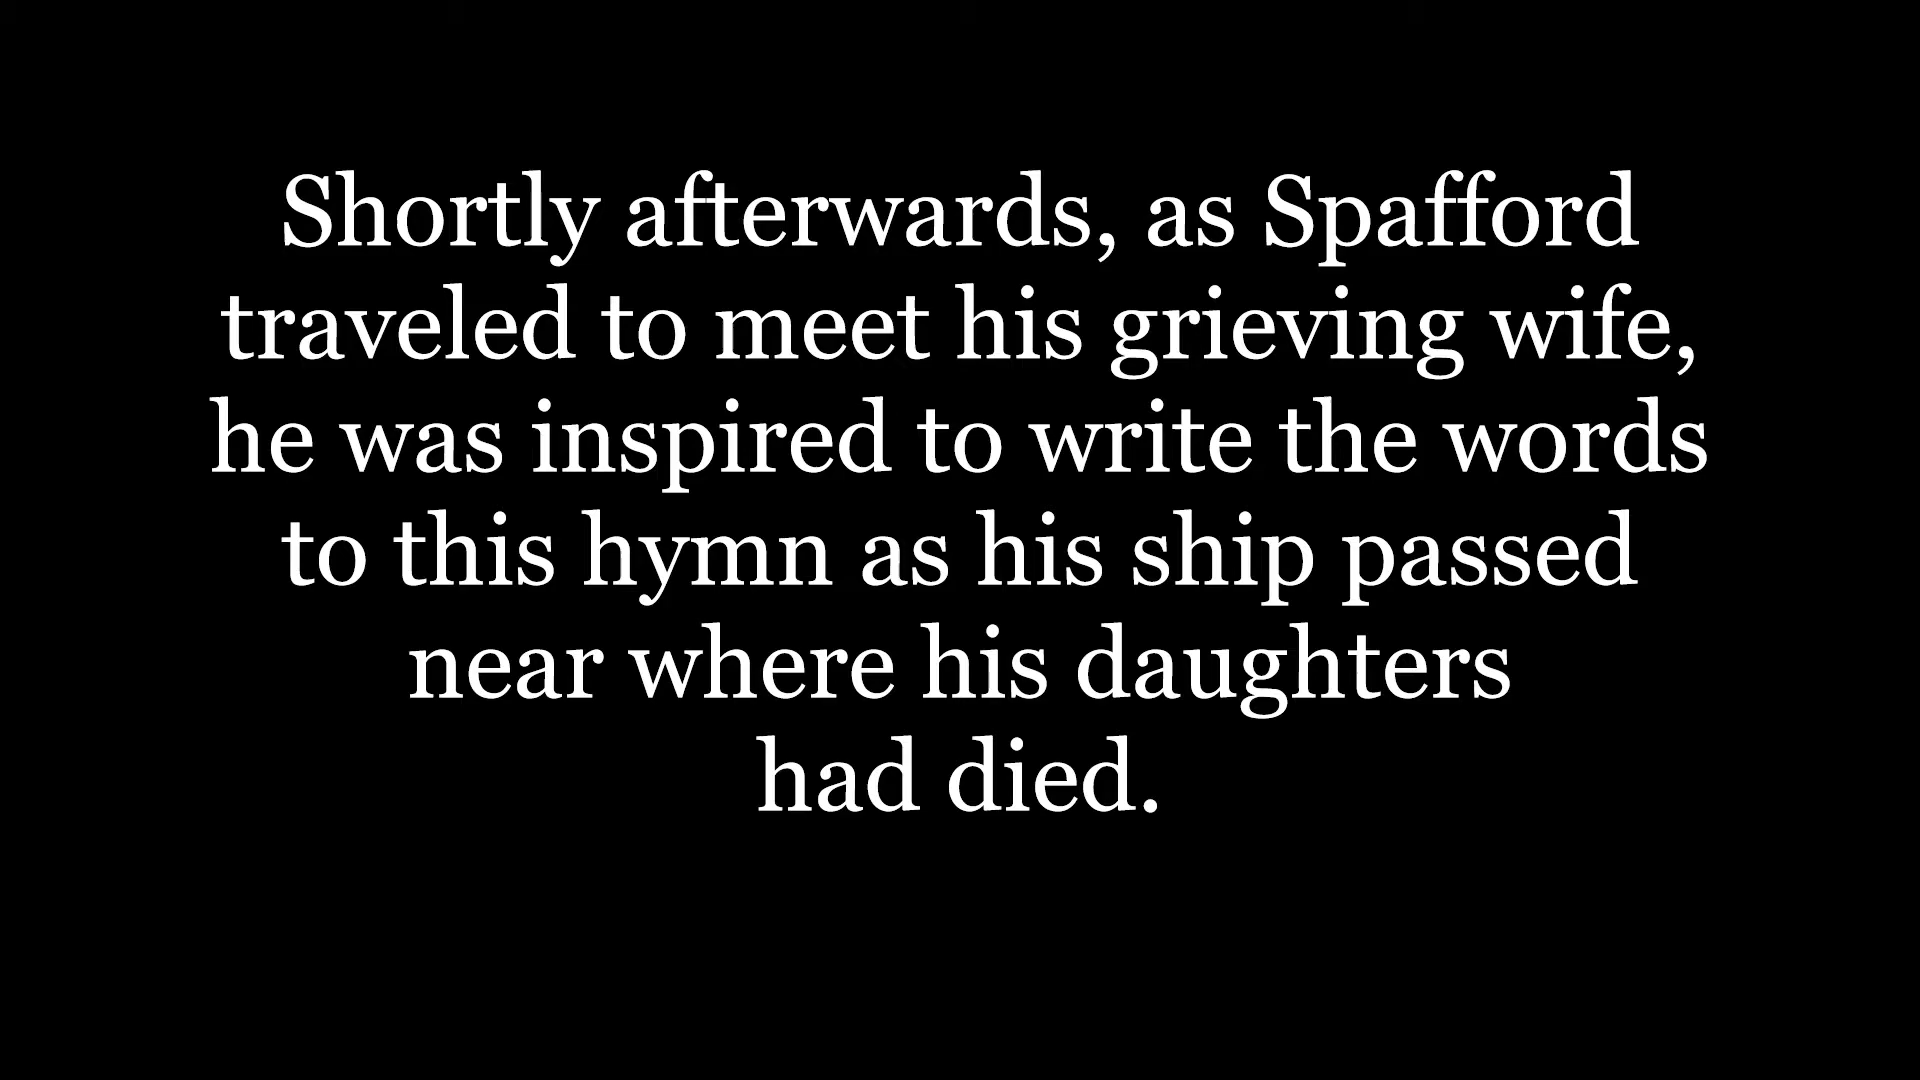 Shortly afterwards, as Spafford
traveled to meet his grieving wife,
he was inspired to write the words
to this hymn as his ship passed
near where his daughters
had died.